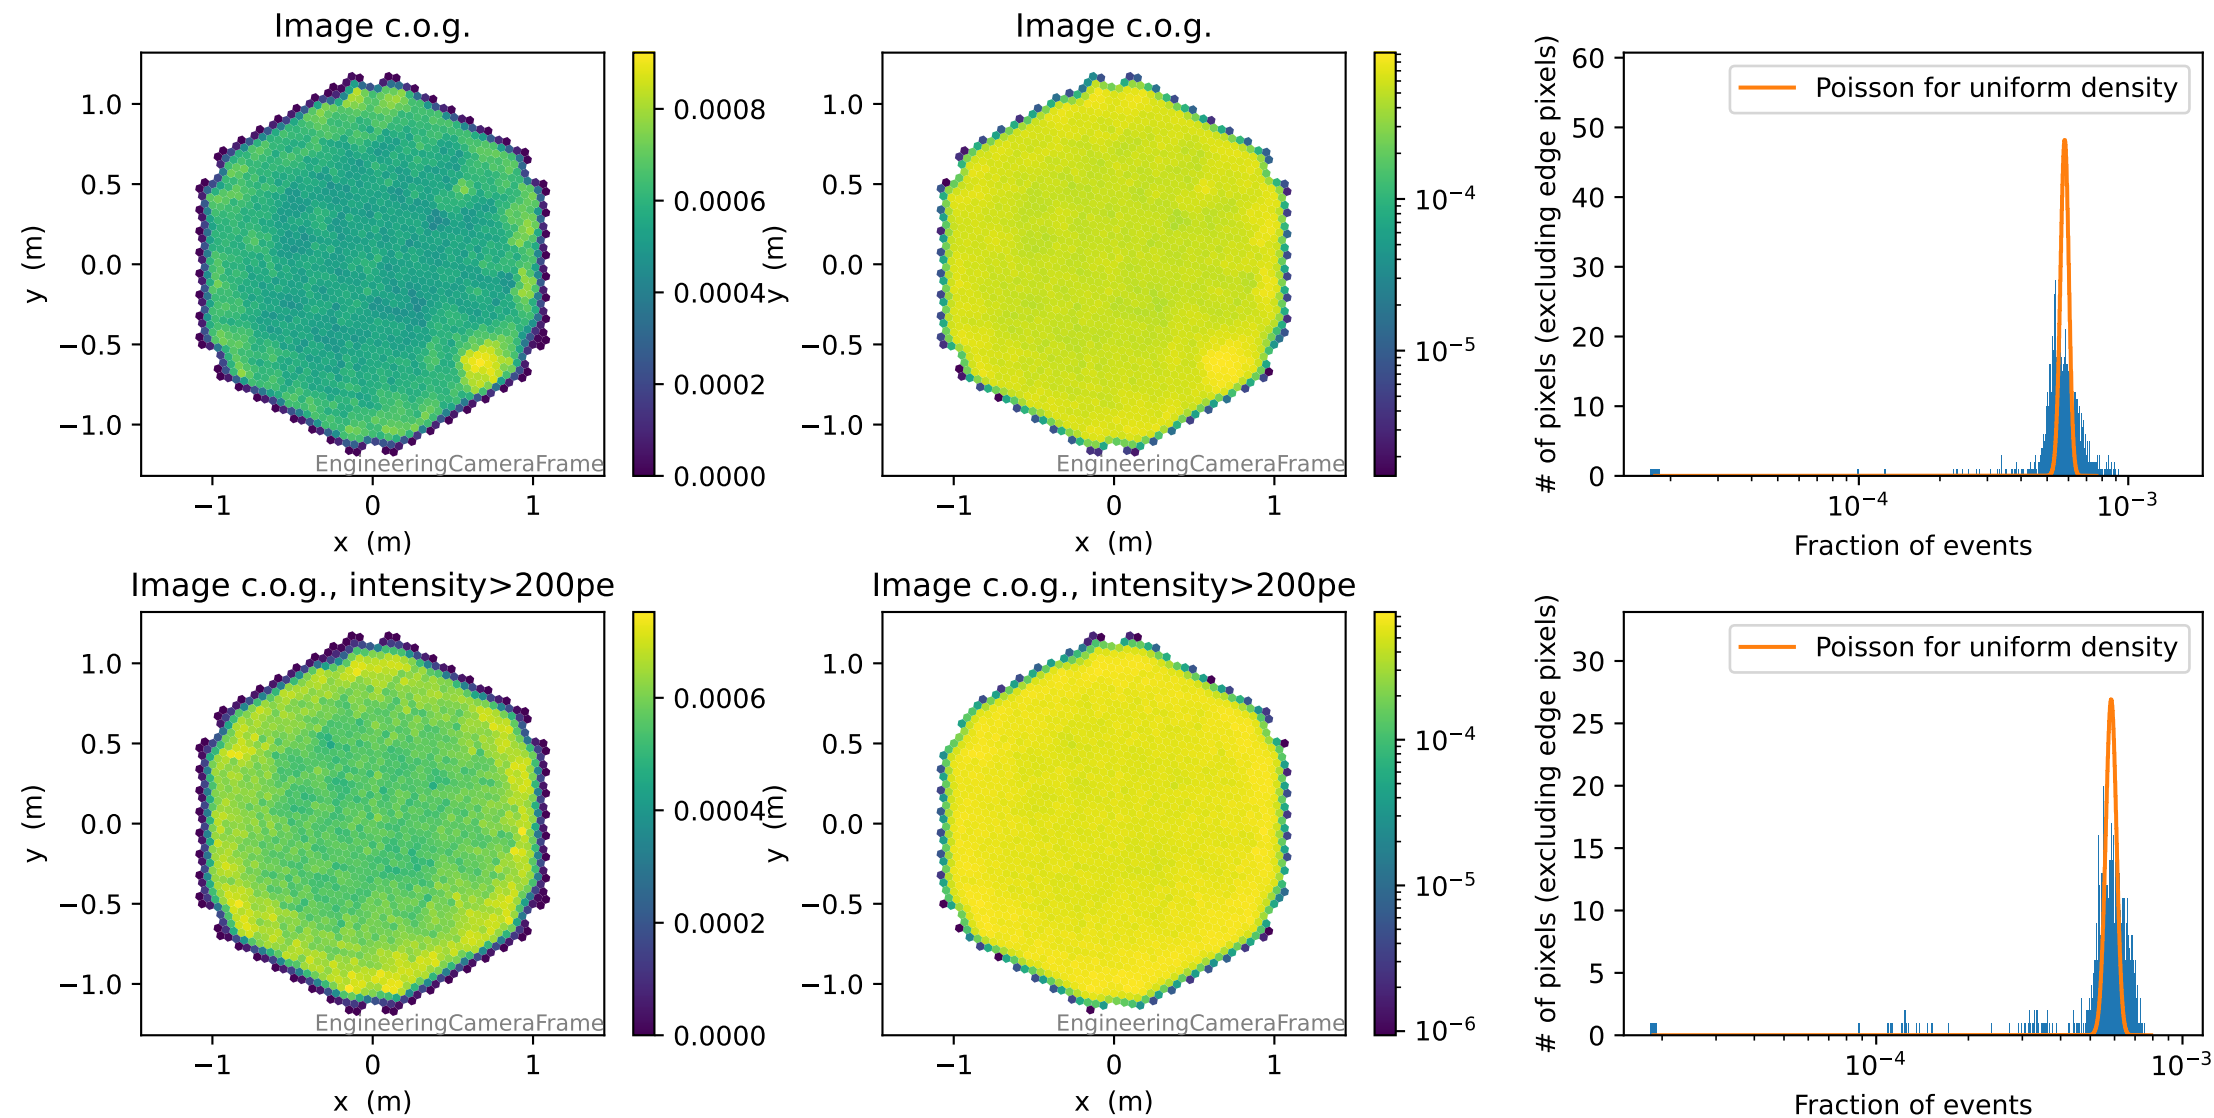 Image c.o.g.
1.0
0.5
0.0
−0.5
−1.0
y (m)
−1
0
1
x (m)
EngineeringCameraFrame
0.0008
0.0006
0.0004
0.0002
0.0000
Image c.o.g.
1.0
0.5
0.0
−0.5
−1.0
y (m)
−1
0
1
x (m)
EngineeringCameraFrame
10−4
10−5
60
50
40
30
20
10
0
# of pixels (excluding edge pixels)
Poisson for uniform density
10−4
10−3
Fraction of events
Image c.o.g., intensity>200pe
1.0
0.5
0.0
−0.5
−1.0
y (m)
−1
0
1
x (m)
EngineeringCameraFrame
0.0006
0.0004
0.0002
0.0000
Image c.o.g., intensity>200pe
1.0
0.5
0.0
−0.5
−1.0
y (m)
−1
0
1
x (m)
EngineeringCameraFrame
10−4
10−5
10−6
30
25
20
15
10
5
0
# of pixels (excluding edge pixels)
Poisson for uniform density
10−4
10−3
Fraction of events